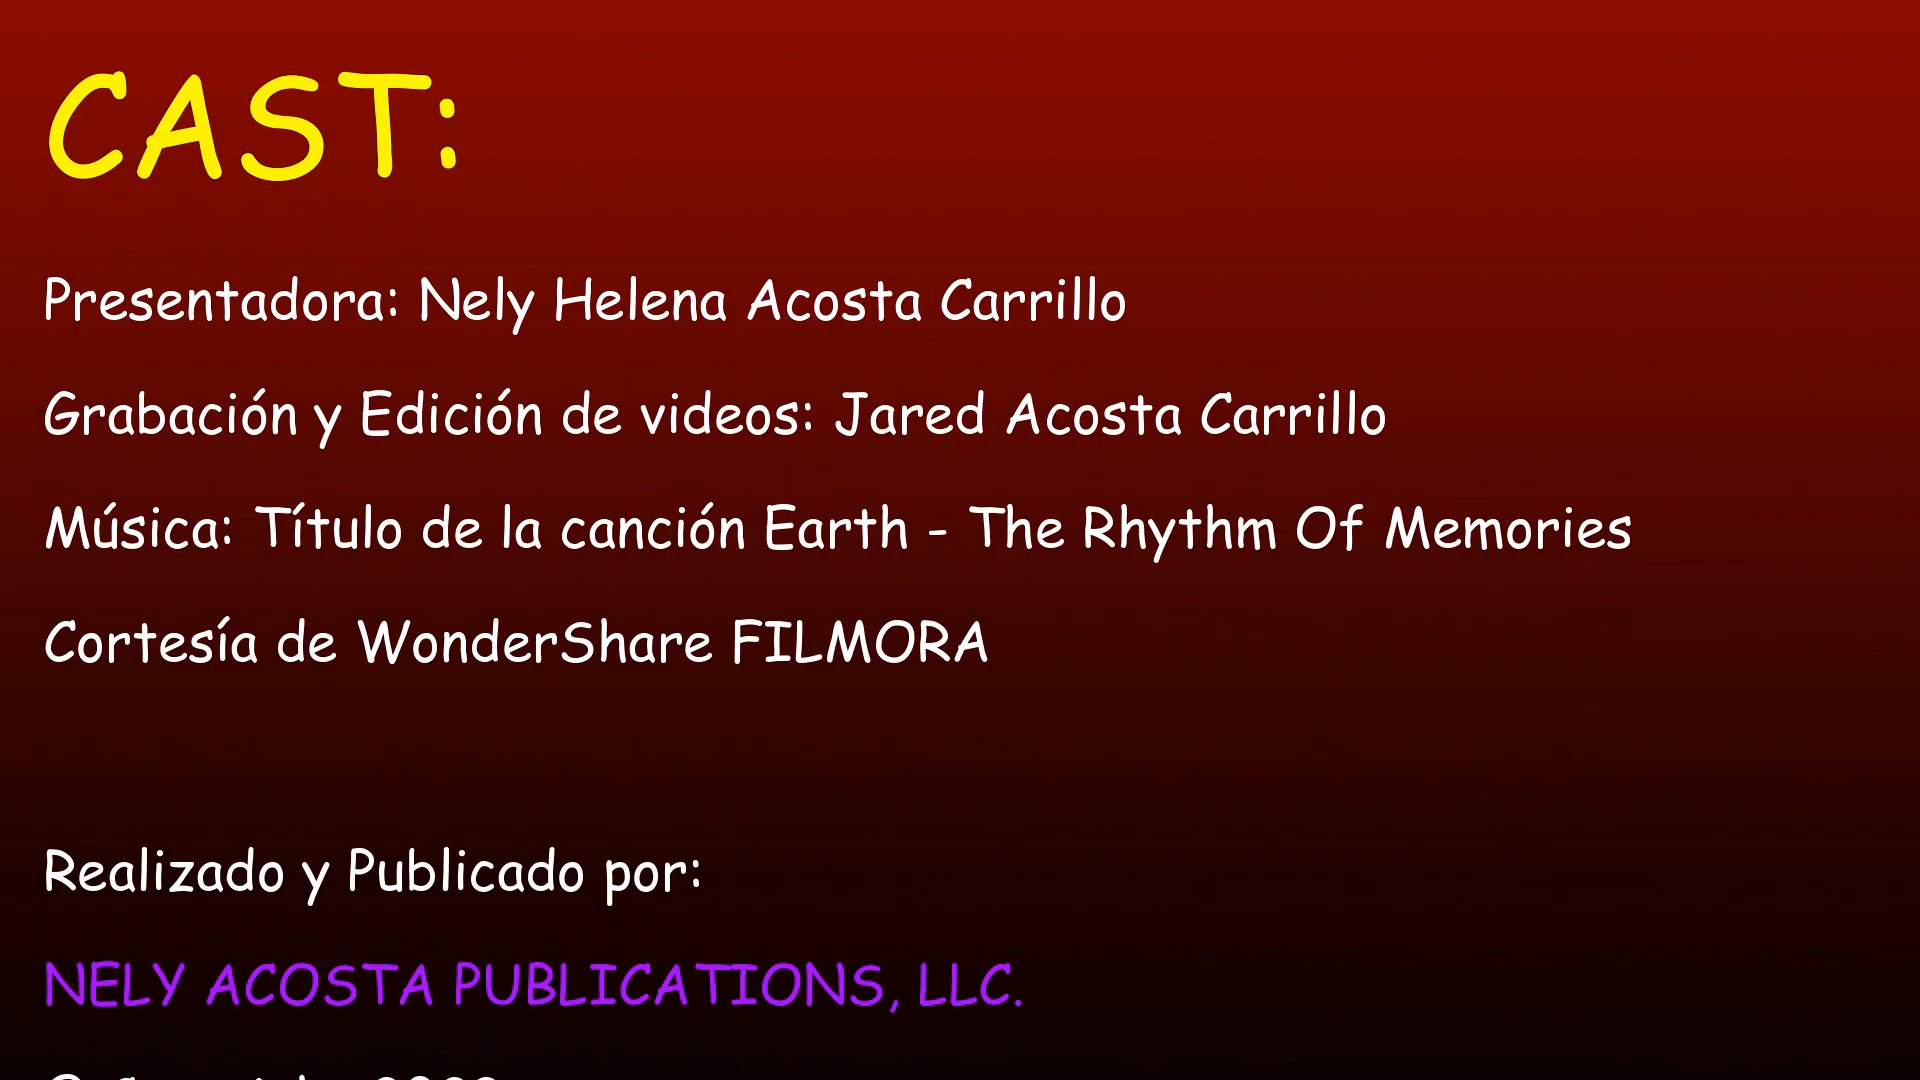 CAST:
Presentadora: Nely Helena Acosta Carrillo
Grabación y Edición de videos: Jared Acosta Carrillo
Música: Título de la canción Earth - The Rhythm Of Memories
Cortesía de WonderShare FILMORA
Realizado y Publicado por:
NELY ACOSTA PUBLICATIONS, LLC.